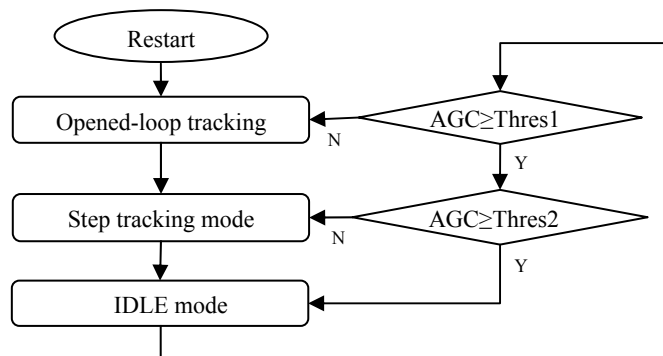 Restart
Opened-loop tracking
N
AGC≥Thres1
Y
Step tracking mode
N
AGC≥Thres2
Y
IDLE mode